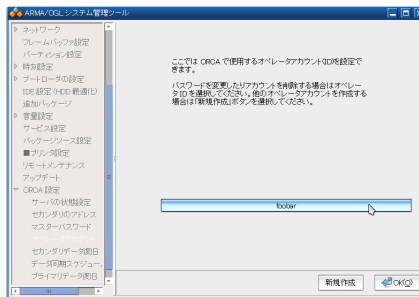 ARMA/OGL システム管理ツール
ネットワーク
フレームバッファ設定
パーティション設定
時刻設定
ブートローダの設定
IDE 設定 (HDD 最適化)
追加パッケージ
容量設定
サービス設定
パッケージソース設定
■プリンタ設定
リモートメンテナンス
アップデート
ORCA 設定
サーバの状態設定
セカンダリのアドレス
マスターパスワード
セカンダリデータ復旧
データ同期スケジュー
プライマリデータ復旧
ここでは ORCA で使用するオペレータアカウント(ID)を設定で
きます。
パスワードを変更したりアカウントを削除する場合はオペレー
タ ID を選択してください。他のオペレータアカウントを作成する
場合は「新規作成」ボタンを選択してください。
foobar
新規作成
OK(O)